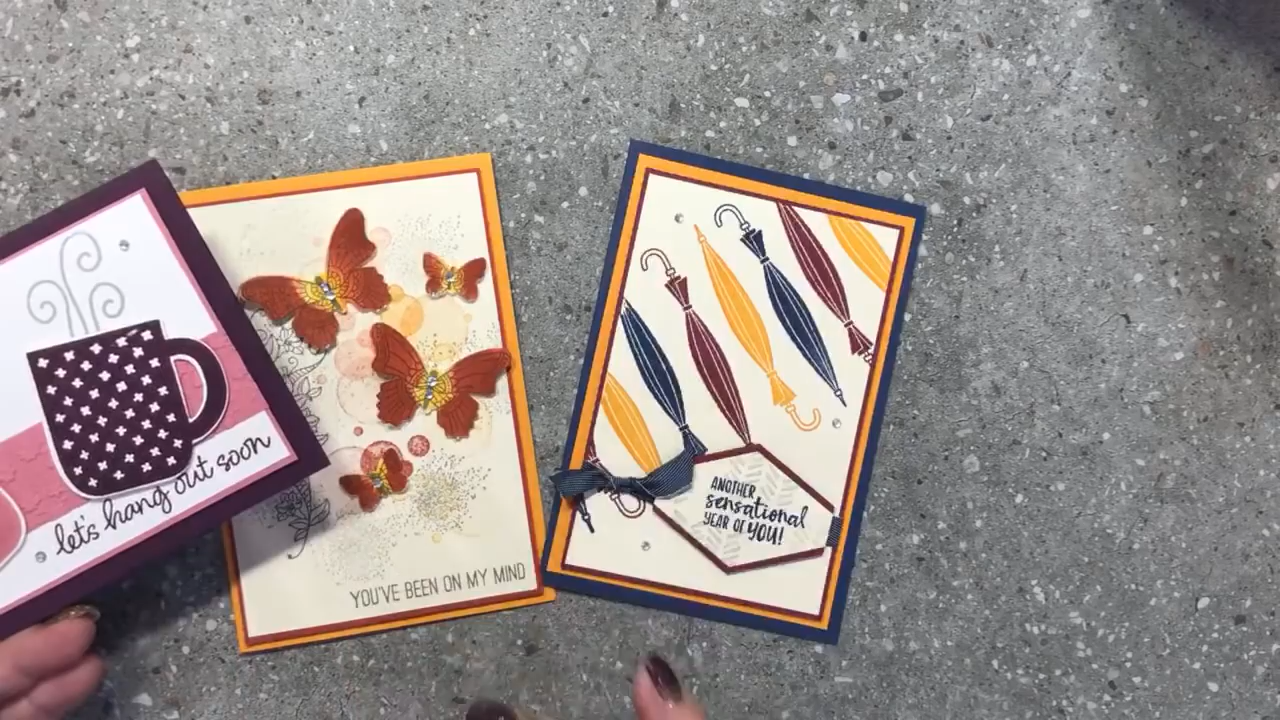 let's hang out soon
YOU'VE BEEN ON MY MIND
ANOTHER
sensational
YEAR OF YOU!